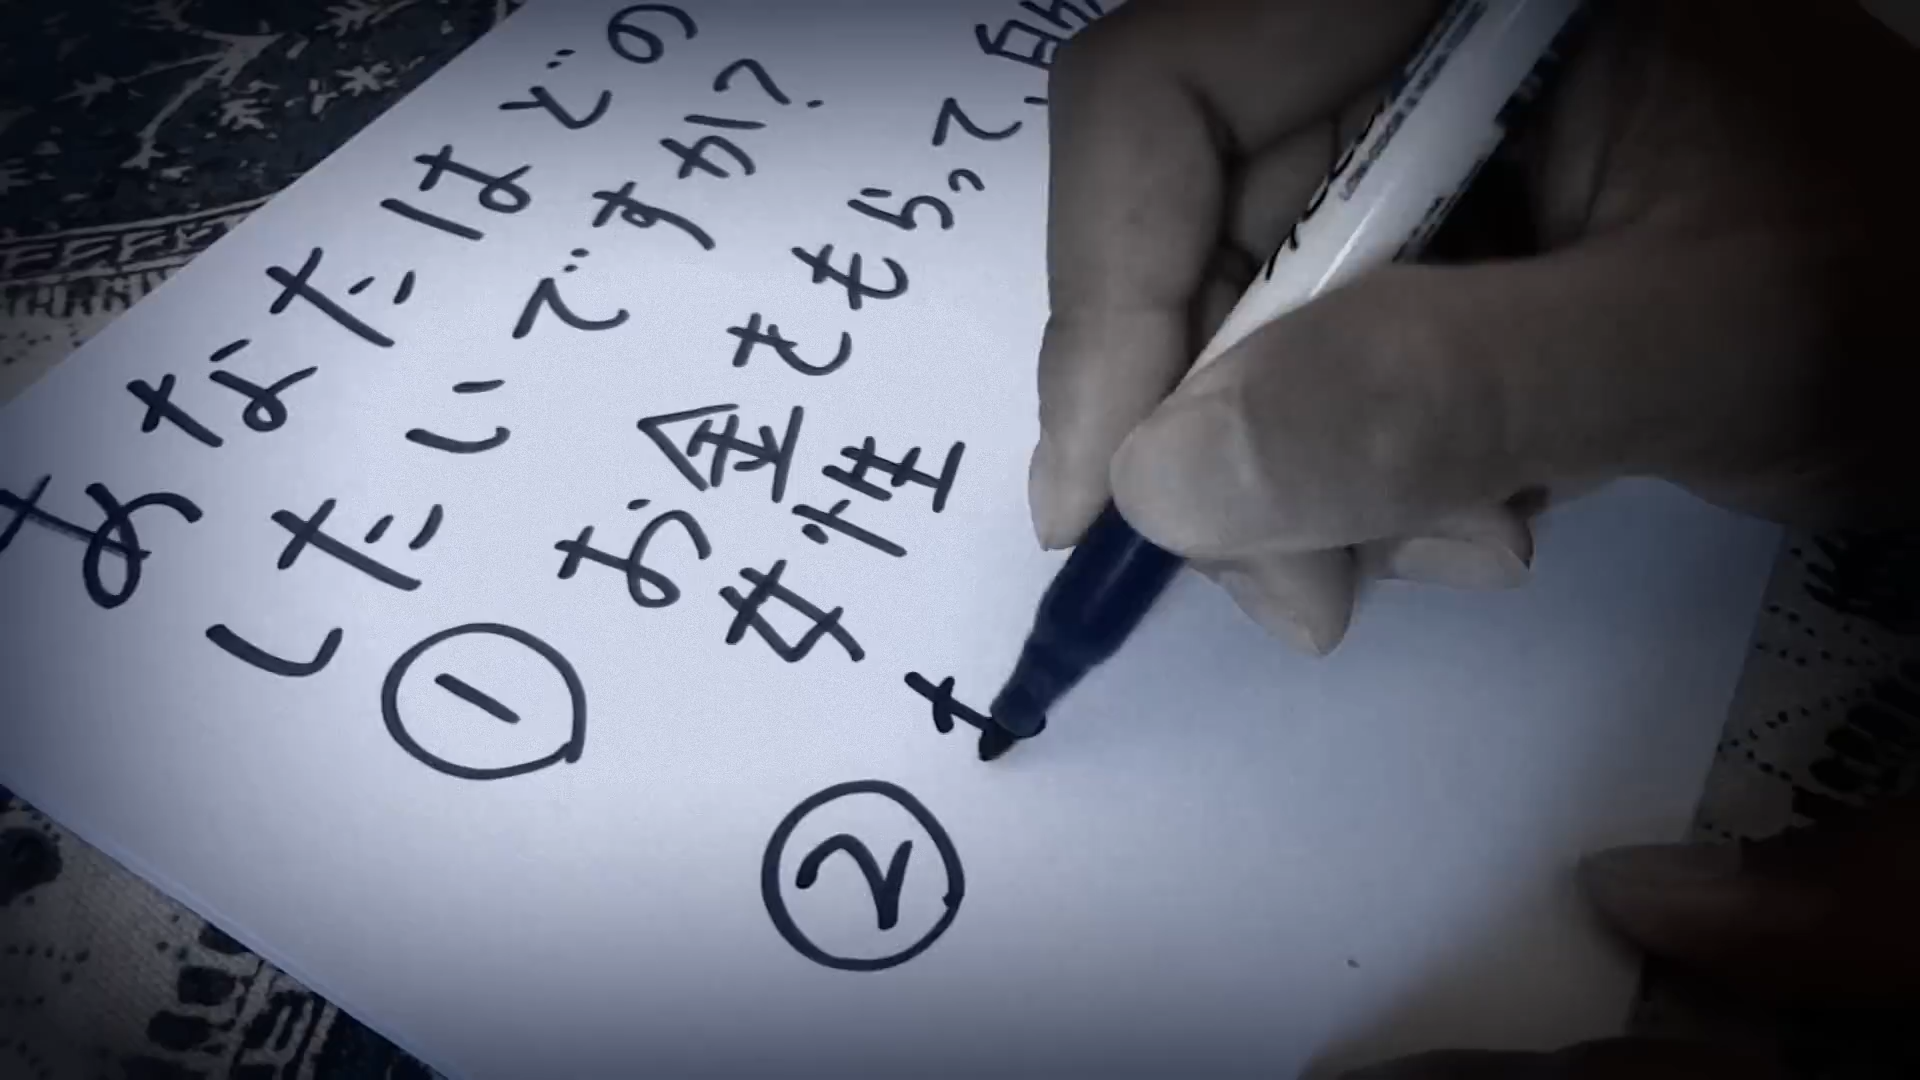 あなたはどの
したいですか?
① お金をもらって、
女性
②